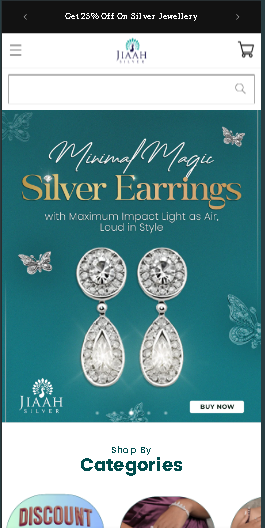 Get 25% Off On Silver Jewellery
JIAAH
SILVER
Minimal Magic
Silver Earrings
with Maximum Impact Light as Air,
Loud in Style
JIAAH
SILVER
BUY NOW
Shop By
Categories
DISCOUNT